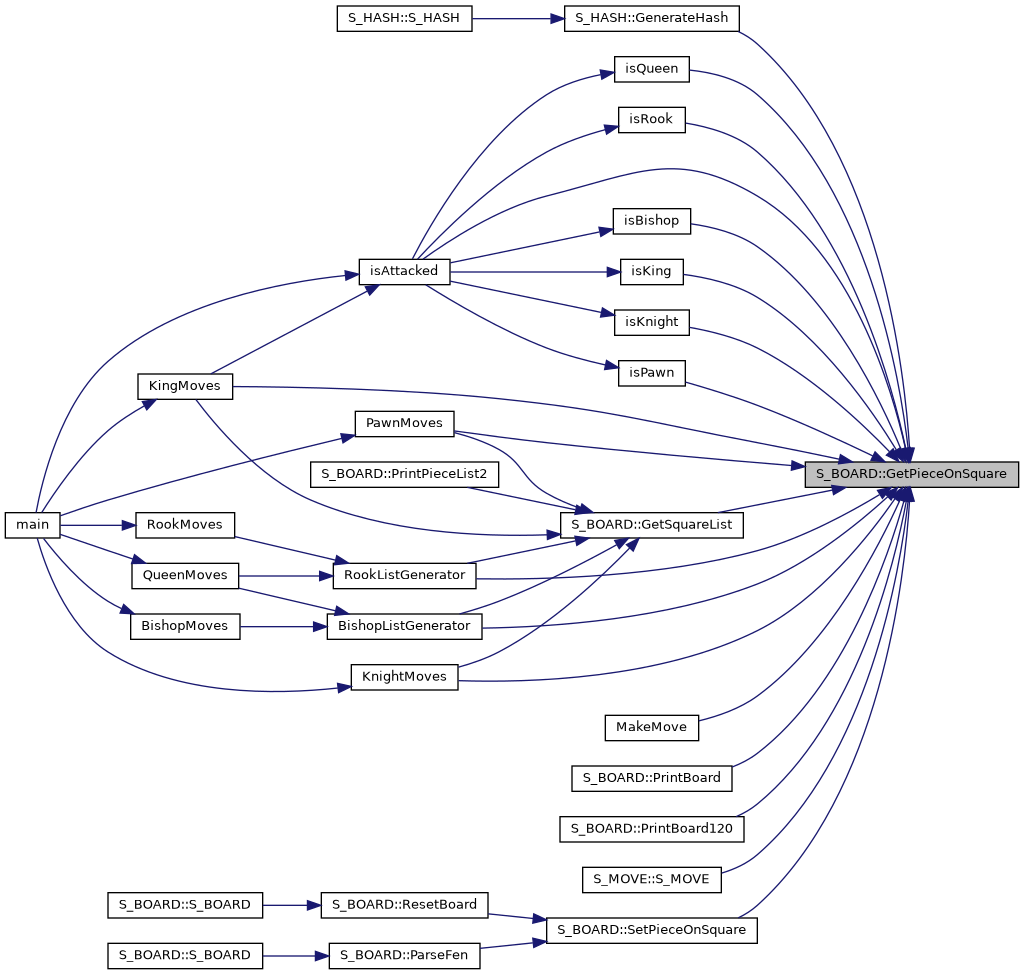 S_HASH::S_HASH
S_HASH::GenerateHash
isQueen
isRook
isBishop
isAttacked
isKing
isKnight
isPawn
KingMoves
PawnMoves
S_BOARD::PrintPieceList2
S_BOARD::GetPieceOnSquare
main
RookMoves
S_BOARD::GetSquareList
QueenMoves
RookListGenerator
BishopMoves
BishopListGenerator
KnightMoves
MakeMove
S_BOARD::PrintBoard
S_BOARD::PrintBoard120
S_MOVE::S_MOVE
S_BOARD::S_BOARD
S_BOARD::ResetBoard
S_BOARD::SetPieceOnSquare
S_BOARD::S_BOARD
S_BOARD::ParseFen